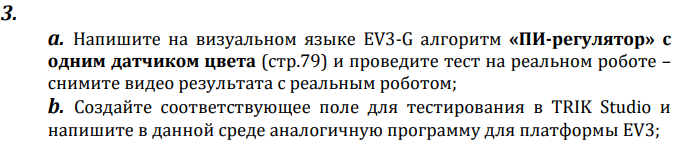 3.
a. Напишите на визуальном языке EV3-G алгоритм «ПИ-регулятор» с
одним датчиком цвета (стр.79) и проведите тест на реальном роботе –
снимите видео результата с реальным роботом;
b. Создайте соответствующее поле для тестирования в TRIK Studio и
напишите в данной среде аналогичную программу для платформы EV3;